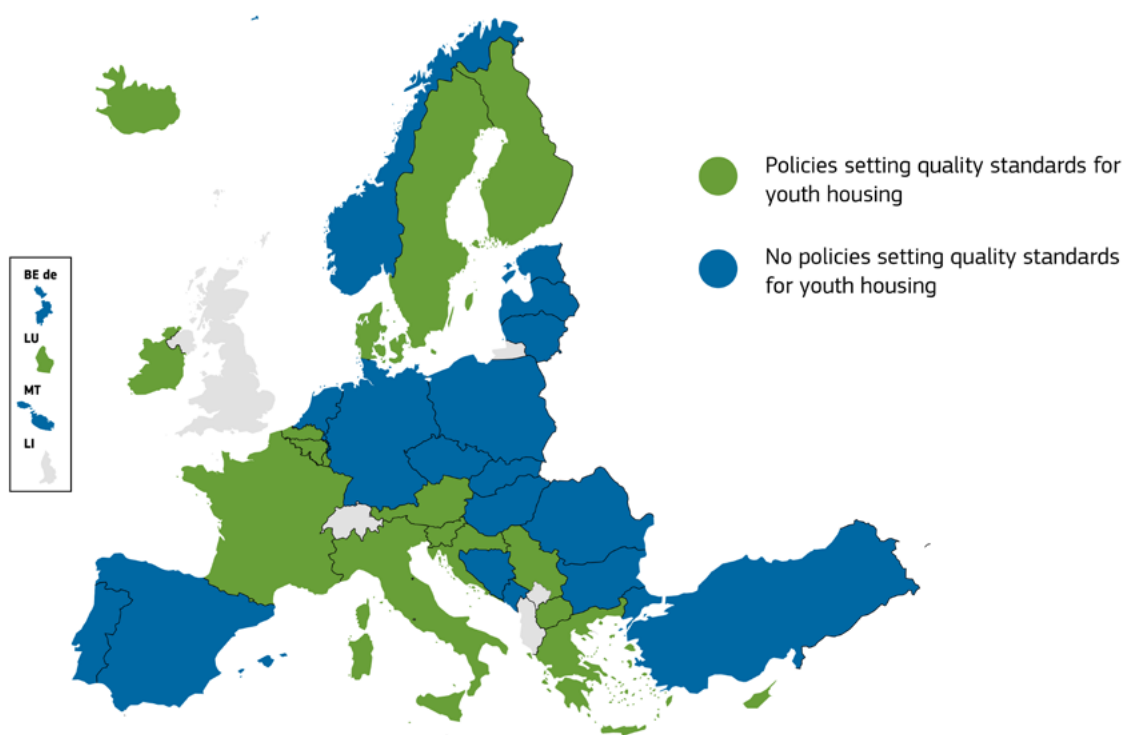 Policies setting quality standards for
youth housing
No policies setting quality standards
for youth housing
BE de
LU
MT
LI